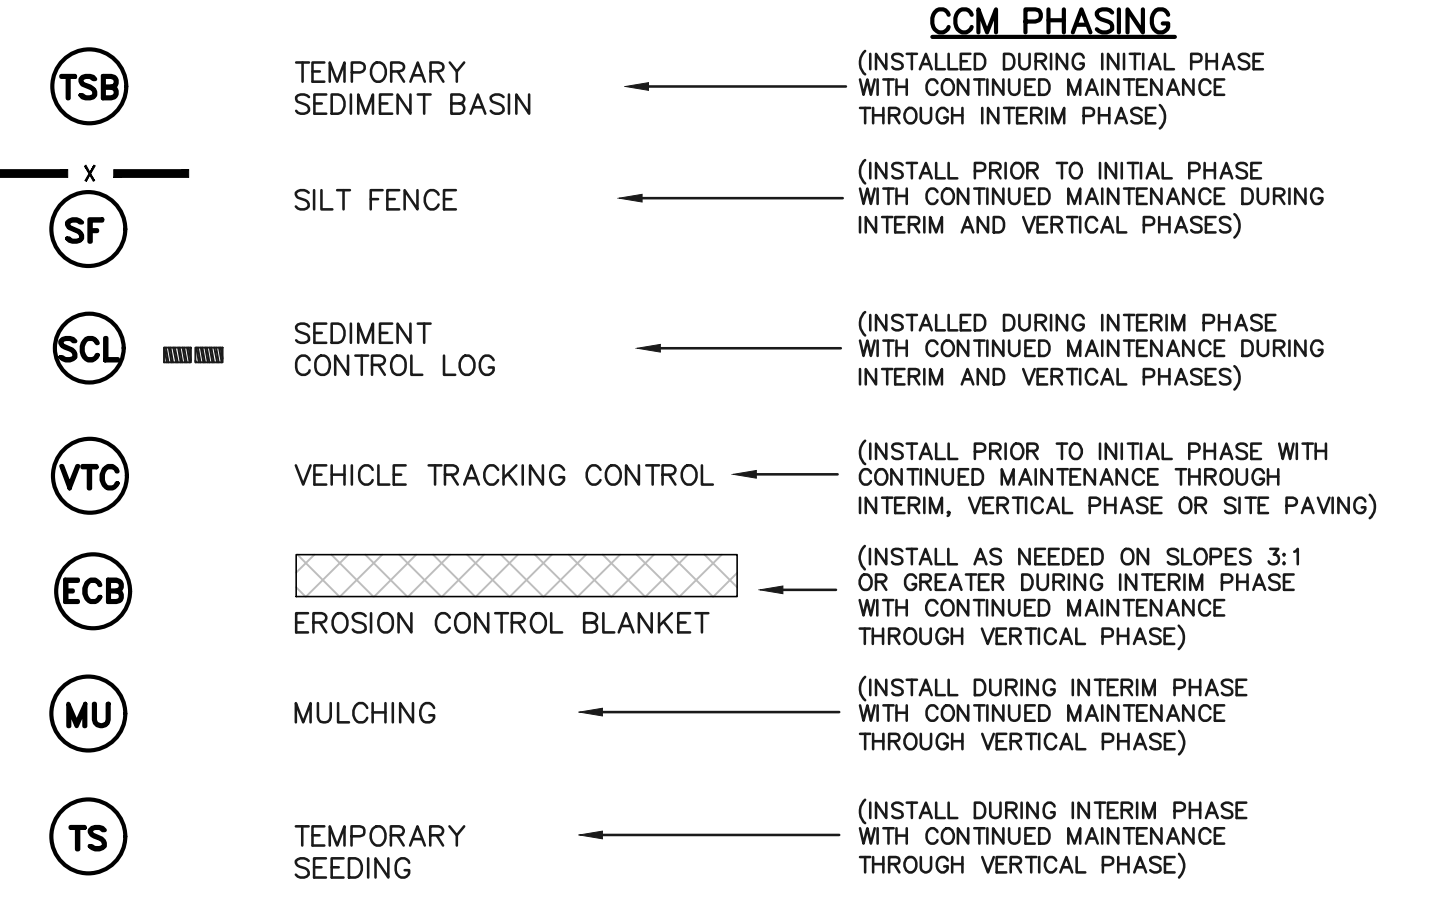 CCM PHASING
TSB
TEMPORARY
SEDIMENT BASIN
(INSTALLED DURING INITIAL PHASE
WITH CONTINUED MAINTENANCE
THROUGH INTERIM PHASE)
X
SF
SILT FENCE
(INSTALL PRIOR TO INITIAL PHASE
WITH CONTINUED MAINTENANCE DURING
INTERIM AND VERTICAL PHASES)
SCL
SEDIMENT
CONTROL LOG
(INSTALLED DURING INTERIM PHASE
WITH CONTINUED MAINTENANCE DURING
INTERIM AND VERTICAL PHASES)
VTC
VEHICLE TRACKING CONTROL
(INSTALL PRIOR TO INITIAL PHASE WITH
CONTINUED MAINTENANCE THROUGH
INTERIM, VERTICAL PHASE OR SITE PAVING)
ECB
EROSION CONTROL BLANKET
(INSTALL AS NEEDED ON SLOPES 3:1
OR GREATER DURING INTERIM PHASE
WITH CONTINUED MAINTENANCE
THROUGH VERTICAL PHASE)
MU
MULCHING
(INSTALL DURING INTERIM PHASE
WITH CONTINUED MAINTENANCE
THROUGH VERTICAL PHASE)
TS
TEMPORARY
SEEDING
(INSTALL DURING INTERIM PHASE
WITH CONTINUED MAINTENANCE
THROUGH VERTICAL PHASE)